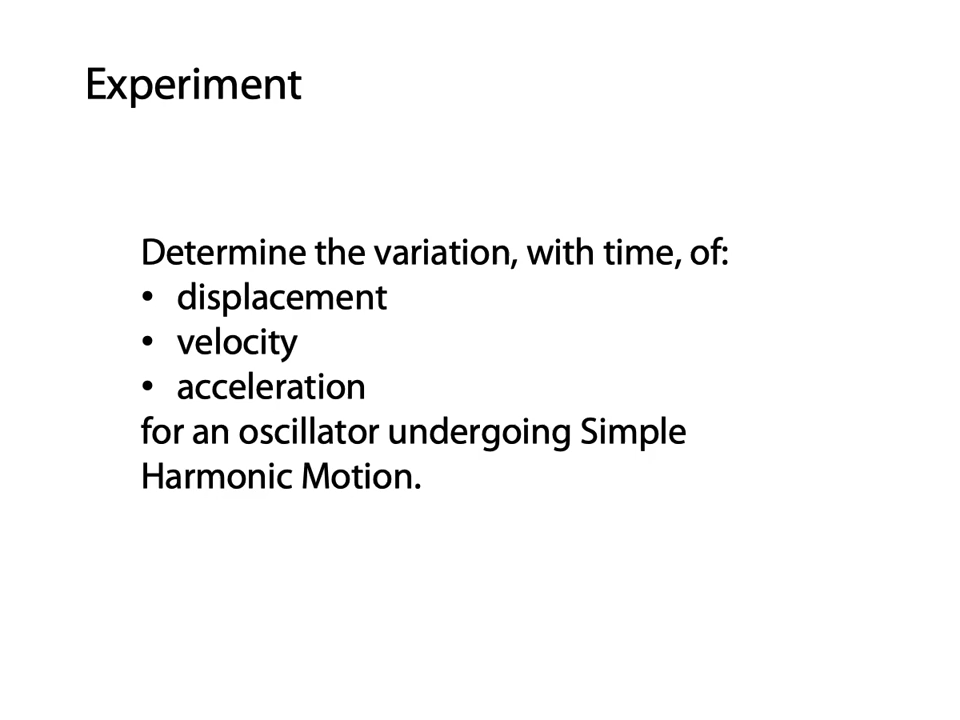 Experiment
Determine the variation, with time, of:
• displacement
• velocity
• acceleration
for an oscillator undergoing Simple
Harmonic Motion.